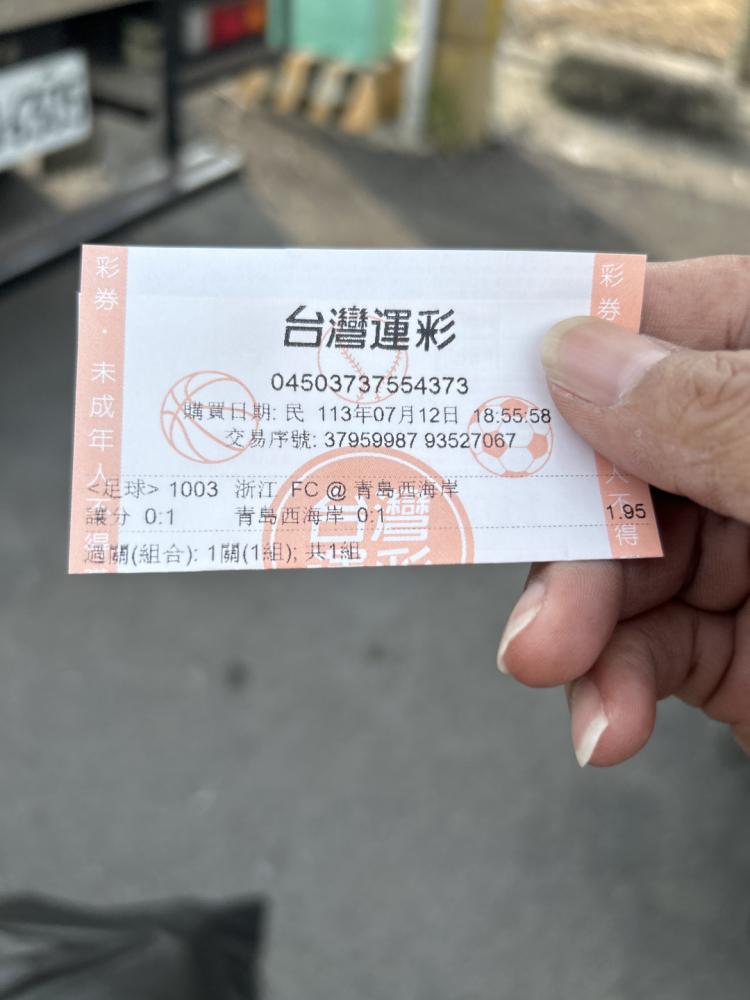 台灣運彩
04503737554373
購買日期: 民 113年07月12日 18:55:58
交易序號: 37959987 93527067
<足球> 1003 浙江 FC @ 青島西海岸
讓分 0:1 青島西海岸 0:1 1.95
過關(組合): 1關(1組); 共1組
彩券・未成年人不得
彩券 人不得